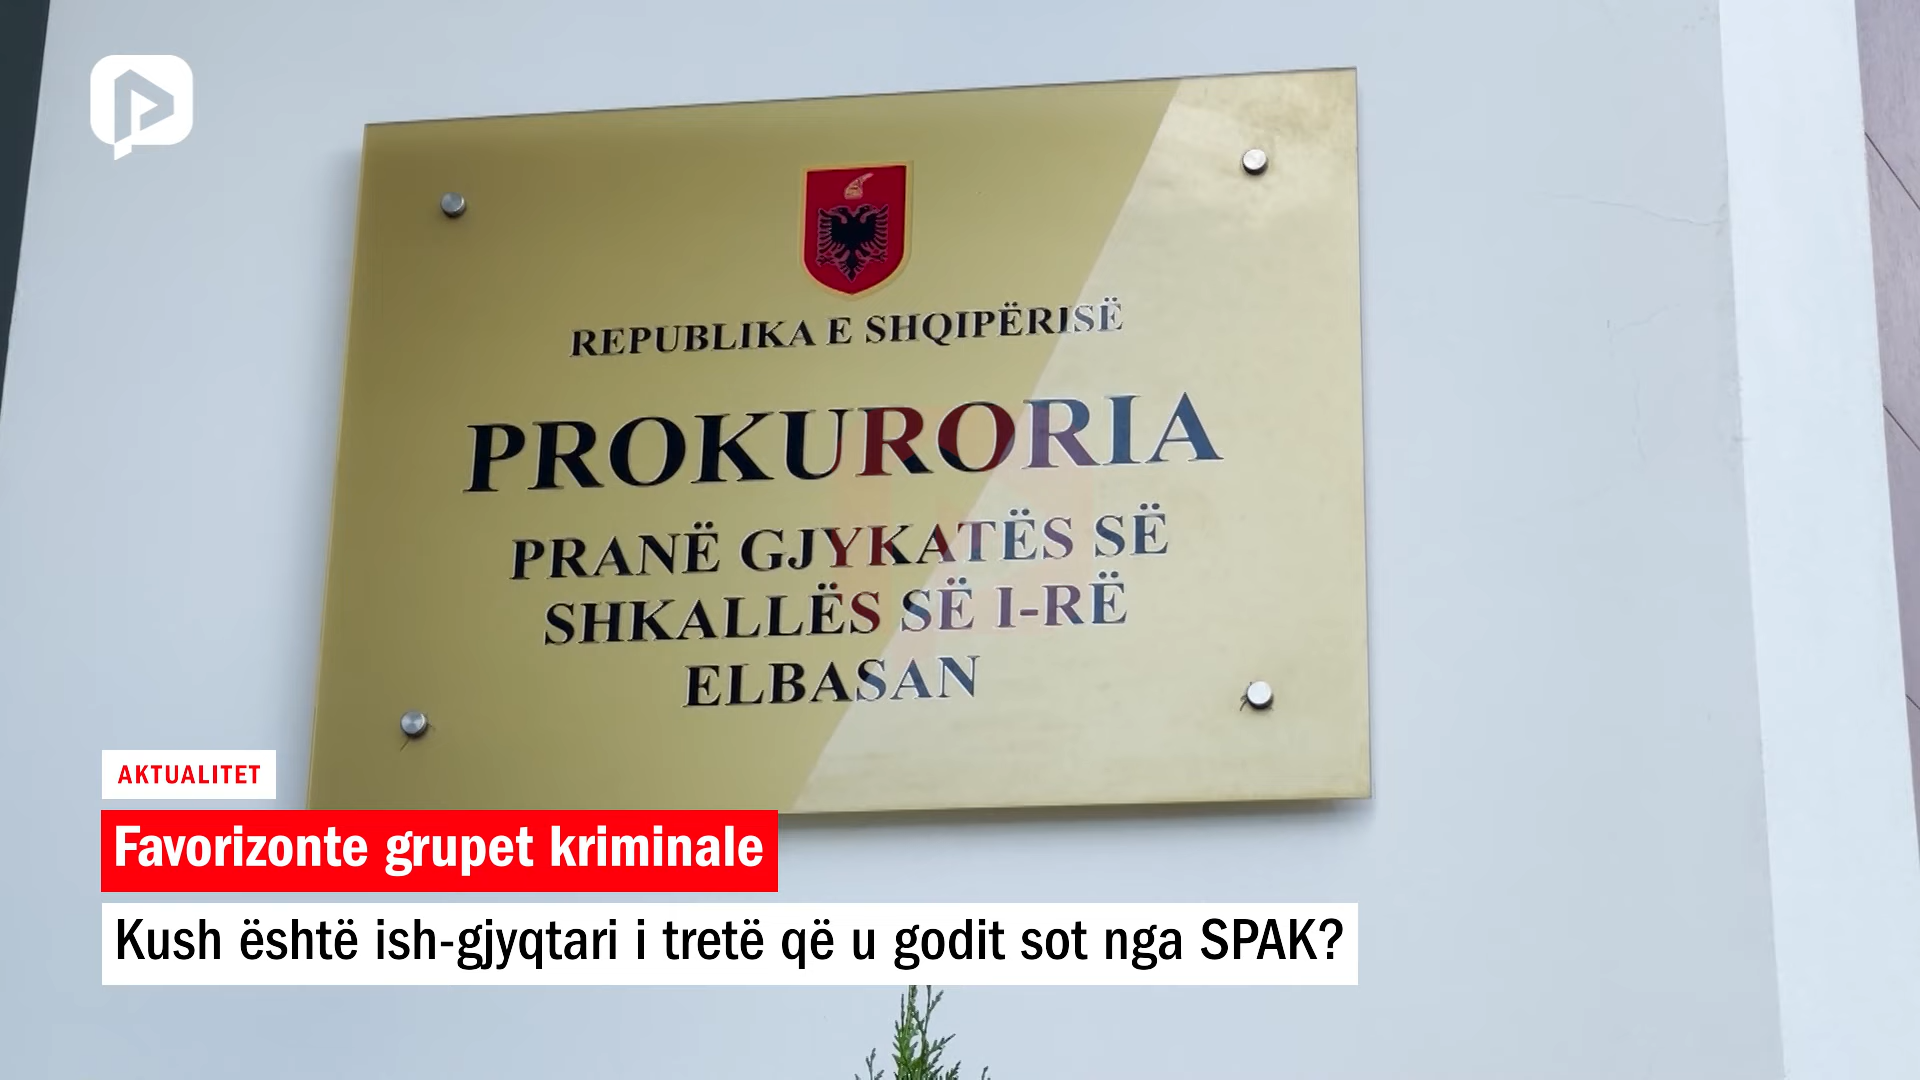 REPUBLIKA E SHQIPËRISË
PROKURORIA
PRANË GJYKATËS SË
SHKALLËS SË I-RË
ELBASAN
AKTUALITET
Favorizonte grupet kriminale
Kush është ish-gjyqtari i tretë që u godit sot nga SPAK?